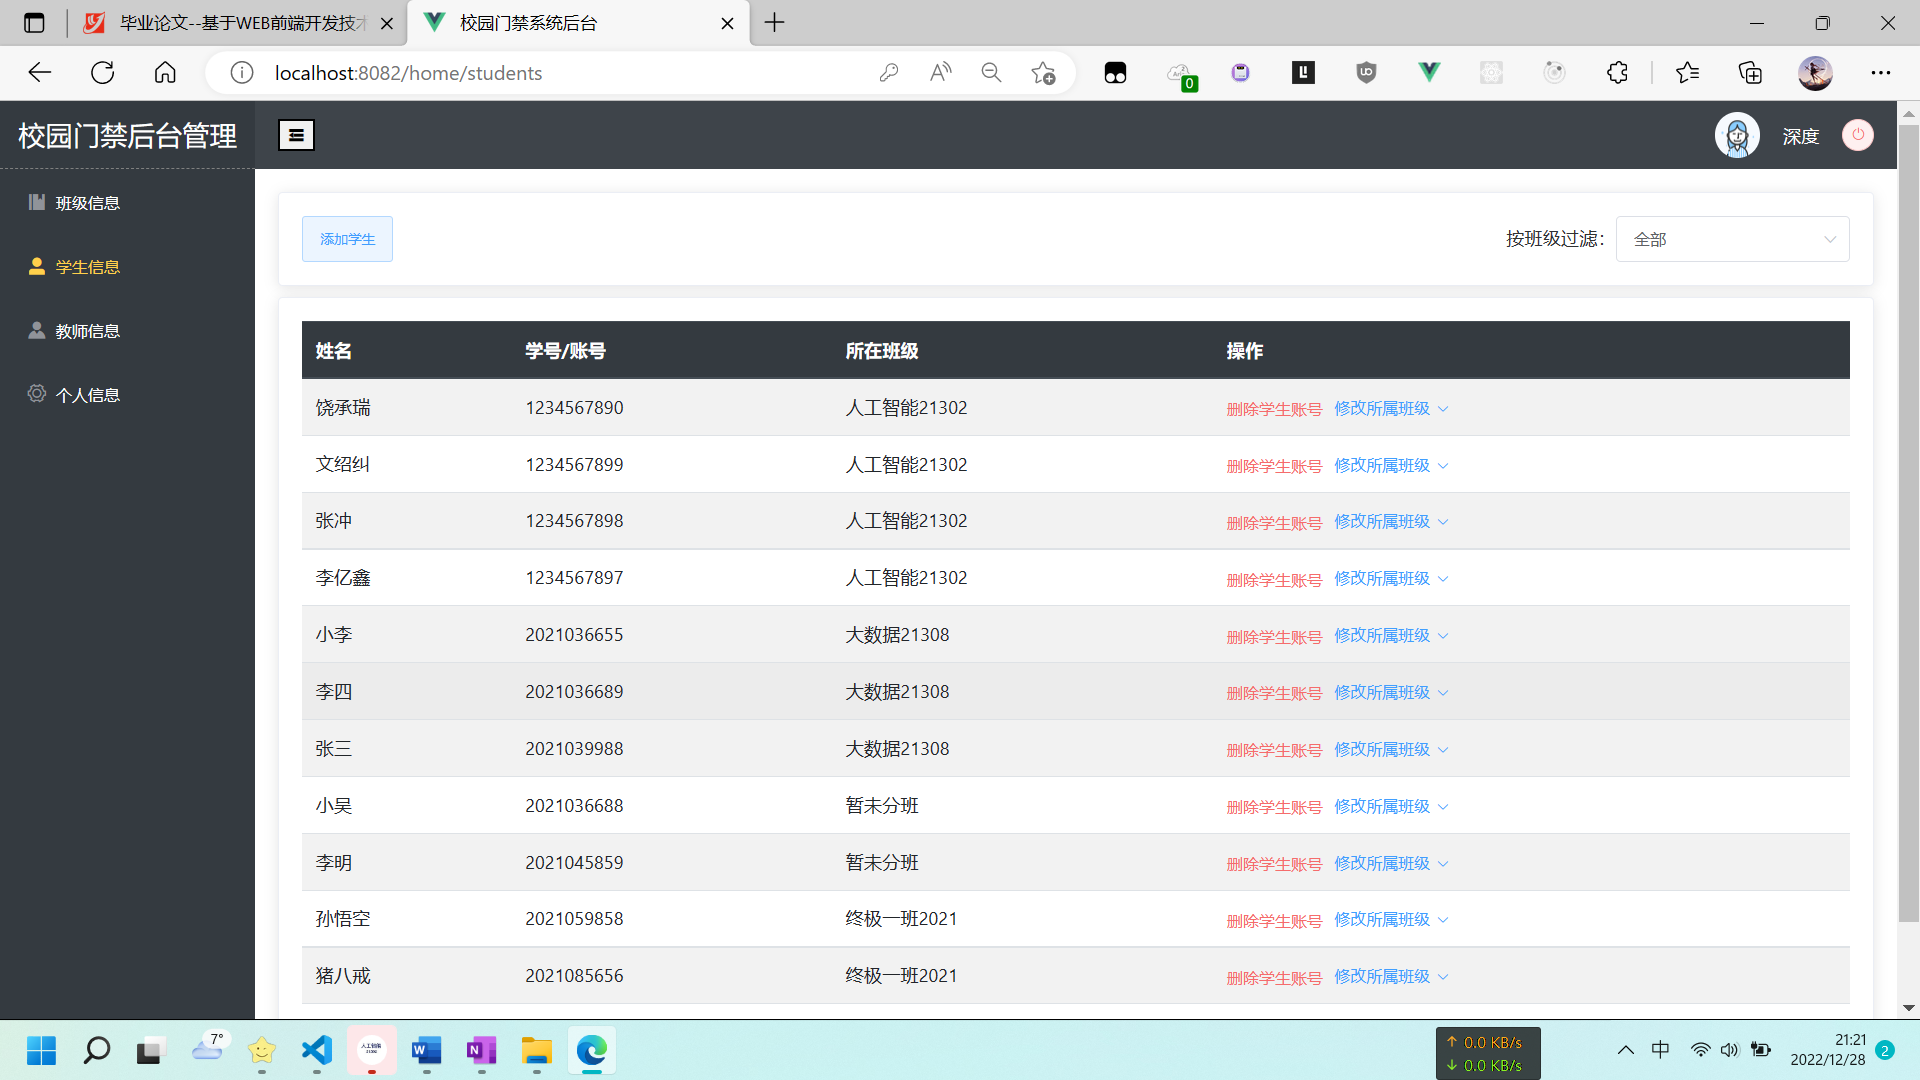 毕业论文--基于WEB前端开发技术
校园门禁系统后台
localhost:8082/home/students
0
校园门禁后台管理
深度
班级信息
学生信息
教师信息
个人信息
添加学生
按班级过滤：
全部
姓名 学号/账号 所在班级 操作
饶承瑞 1234567890 人工智能21302 删除学生账号 修改所属班级
文绍纠 1234567899 人工智能21302 删除学生账号 修改所属班级
张冲 1234567898 人工智能21302 删除学生账号 修改所属班级
李亿鑫 1234567897 人工智能21302 删除学生账号 修改所属班级
小李 2021036655 大数据21308 删除学生账号 修改所属班级
李四 2021036689 大数据21308 删除学生账号 修改所属班级
张三 2021039988 大数据21308 删除学生账号 修改所属班级
小吴 2021036688 暂未分班 删除学生账号 修改所属班级
李明 2021045859 暂未分班 删除学生账号 修改所属班级
孙悟空 2021059858 终极一班2021 删除学生账号 修改所属班级
猪八戒 2021085656 终极一班2021 删除学生账号 修改所属班级
7°
人工智能
21302
↑ 0.0 KB/s
↓ 0.0 KB/s
中
21:21
2022/12/28
2